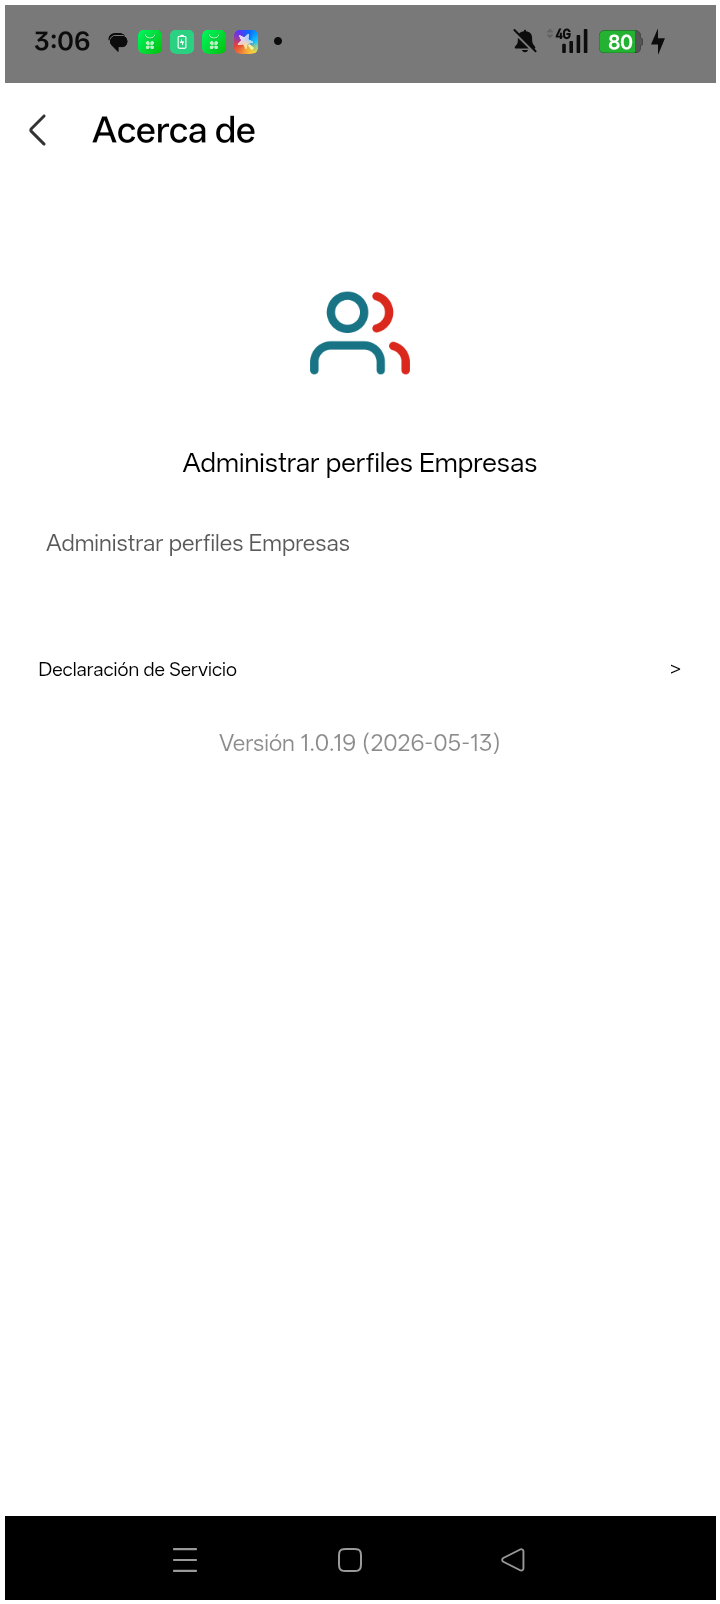 3:06
4G
80
Acerca de
Administrar perfiles Empresas
Administrar perfiles Empresas
Declaración de Servicio >
Versión 1.0.19 (2026-05-13)